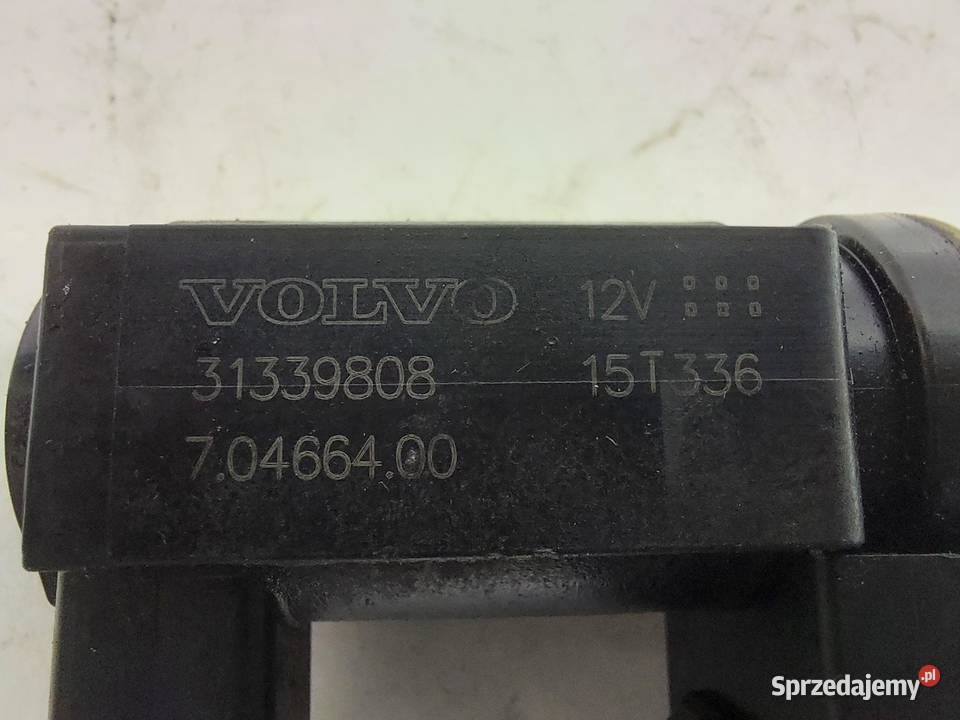 VOLVO 12V
31339808 15T336
7.04664.00
Sprzedajemy.pl